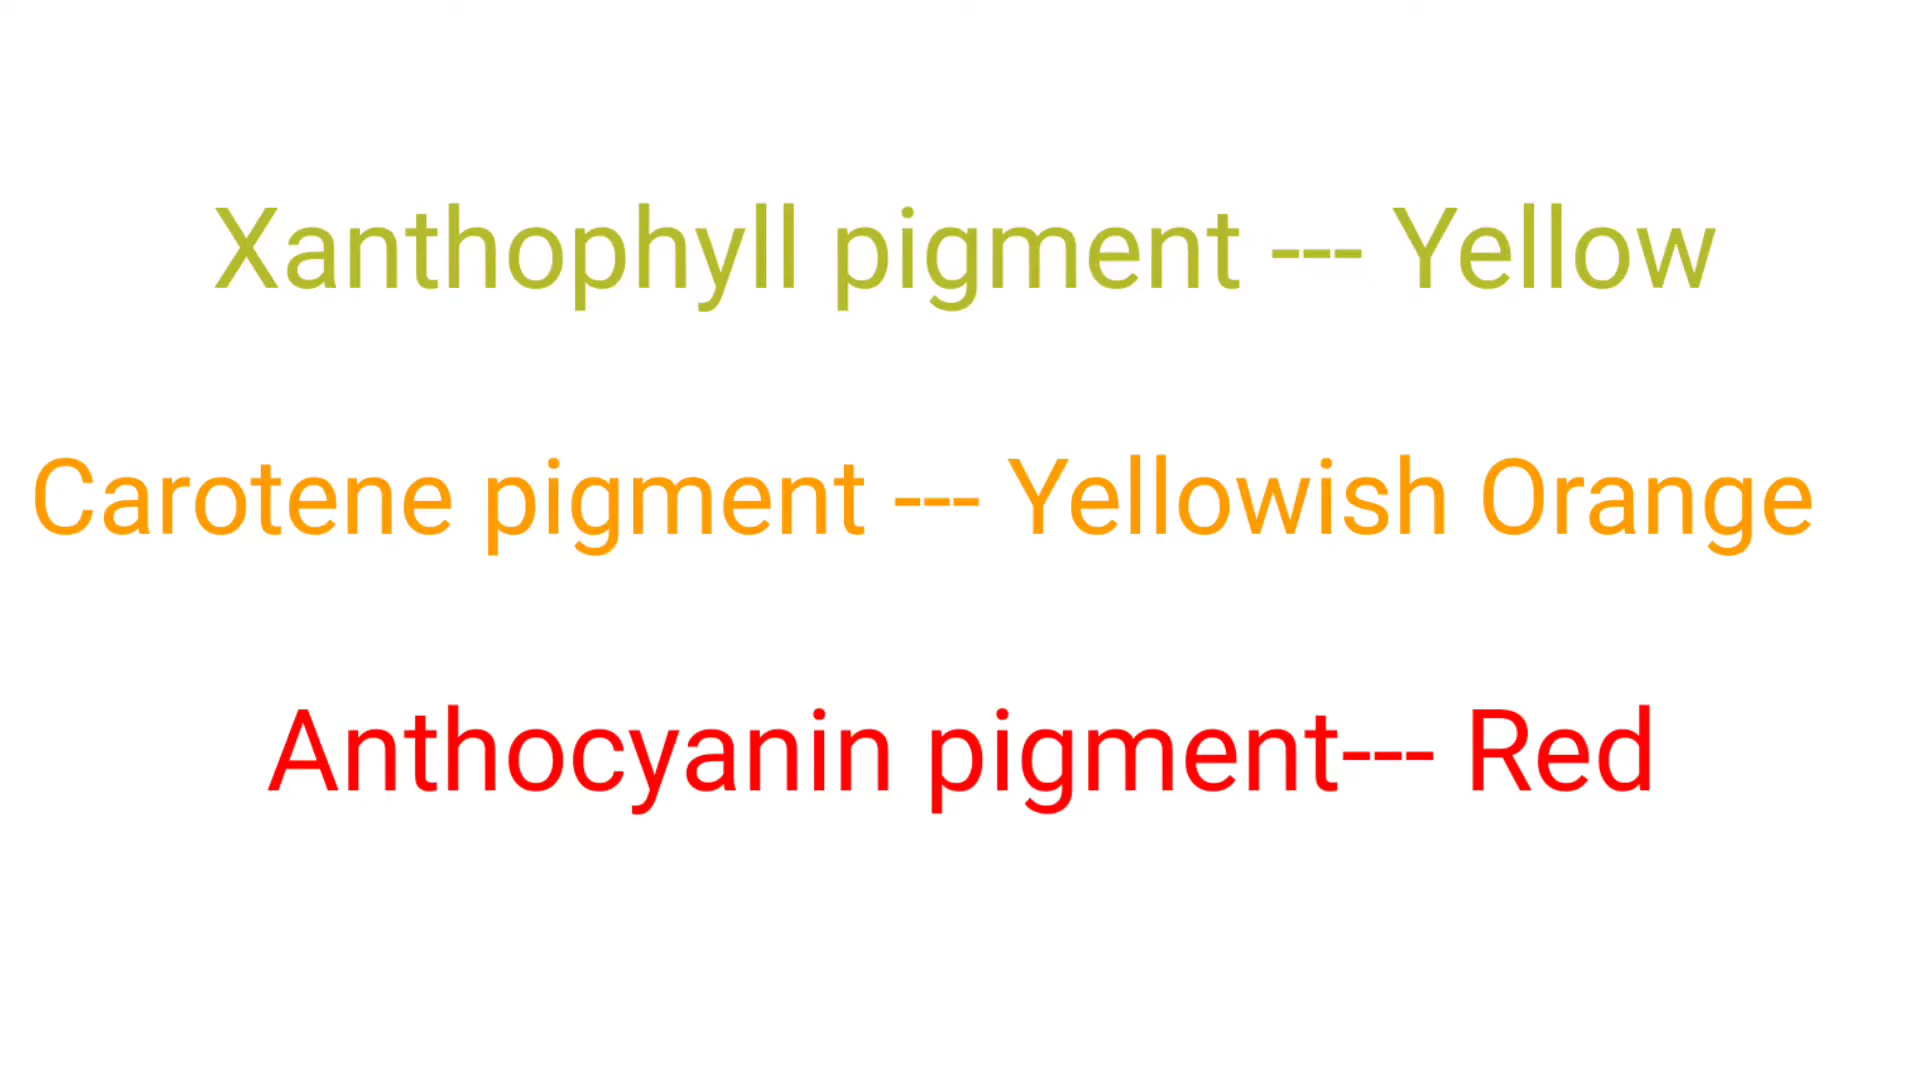 Xanthophyll pigment --- Yellow
Carotene pigment --- Yellowish Orange
Anthocyanin pigment--- Red